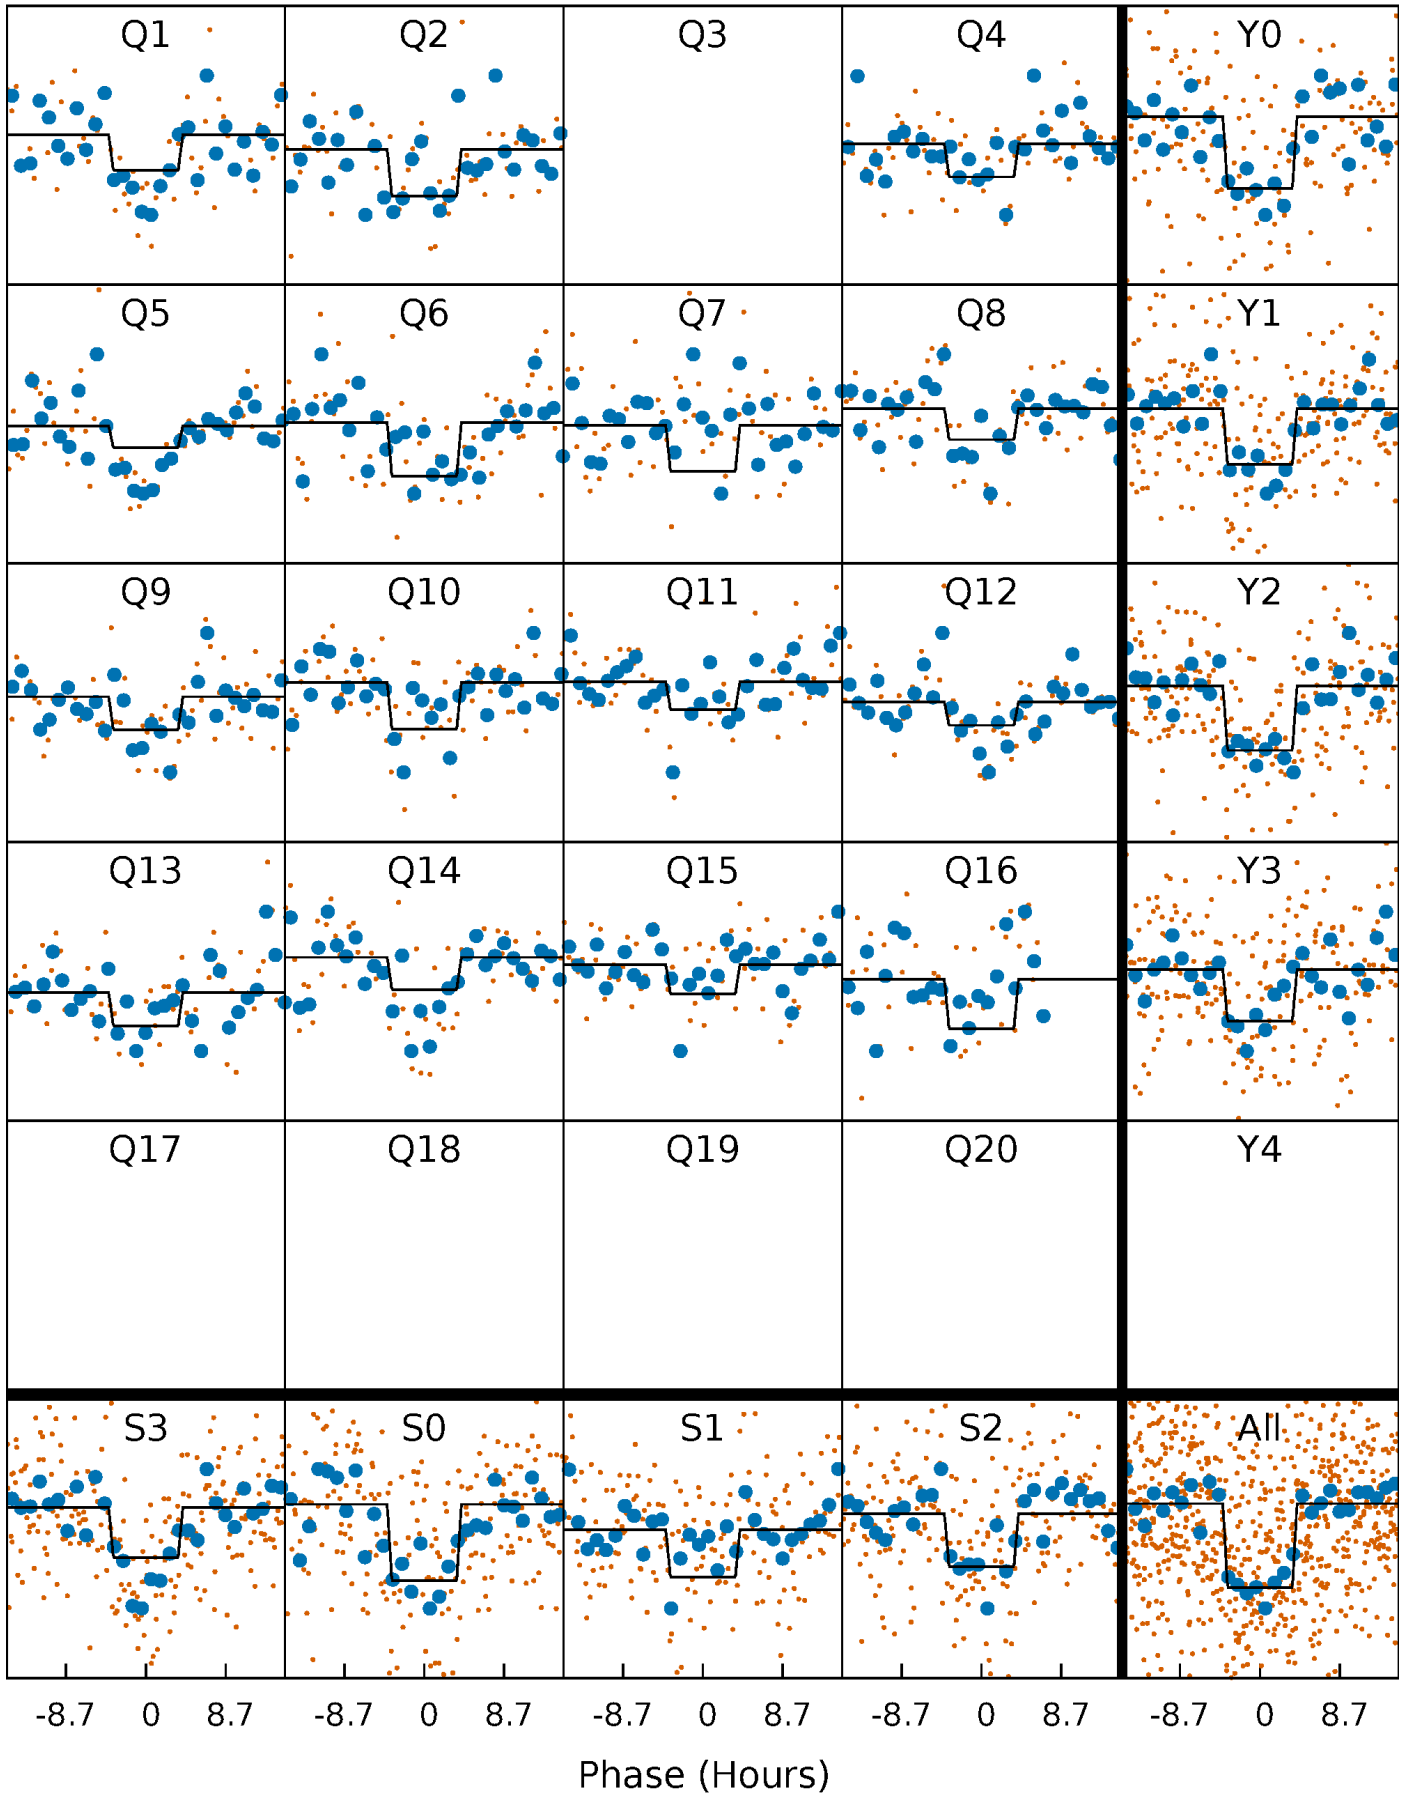 Q1 Q2 Q3 Q4 Y0
Q5 Q6 Q7 Q8 Y1
Q9 Q10 Q11 Q12 Y2
Q13 Q14 Q15 Q16 Y3
Q17 Q18 Q19 Q20 Y4
S3 S0 S1 S2 All
-8.7 0 8.7 -8.7 0 8.7 -8.7 0 8.7 -8.7 0 8.7 -8.7 0 8.7
Phase (Hours)